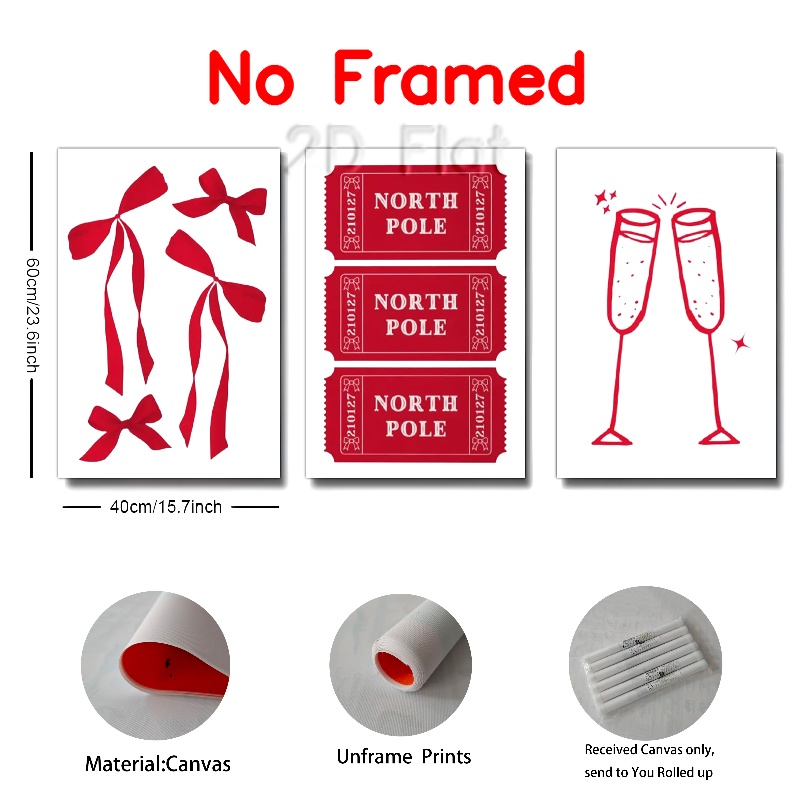 No Framed
2D Flat
60cm/23.6inch
40cm/15.7inch
210127
NORTH
POLE
210127
210127
NORTH
POLE
210127
210127
NORTH
POLE
210127
Material:Canvas
Unframe Prints
Received Canvas only,
send to You Rolled up